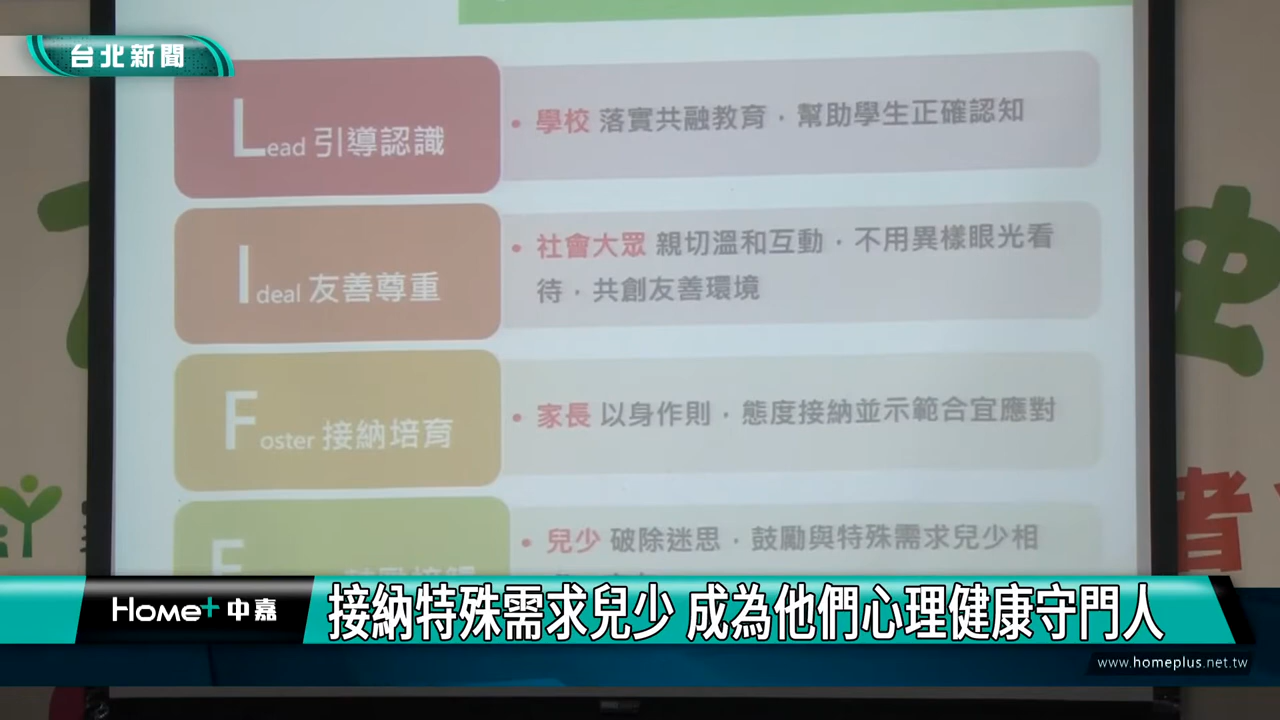 台北新聞
Lead 引導認識
• 學校 落實共融教育，幫助學生正確認知
Ideal 友善尊重
• 社會大眾 親切溫和互動，不用異樣眼光看
待，共創友善環境
Foster 接納培育
• 家長 以身作則，態度接納並示範合宜應對
• 兒少 破除迷思，鼓勵與特殊需求兒少相
者
Home+ 中嘉
接納特殊需求兒少 成為他們心理健康守門人
www.homeplus.net.tw